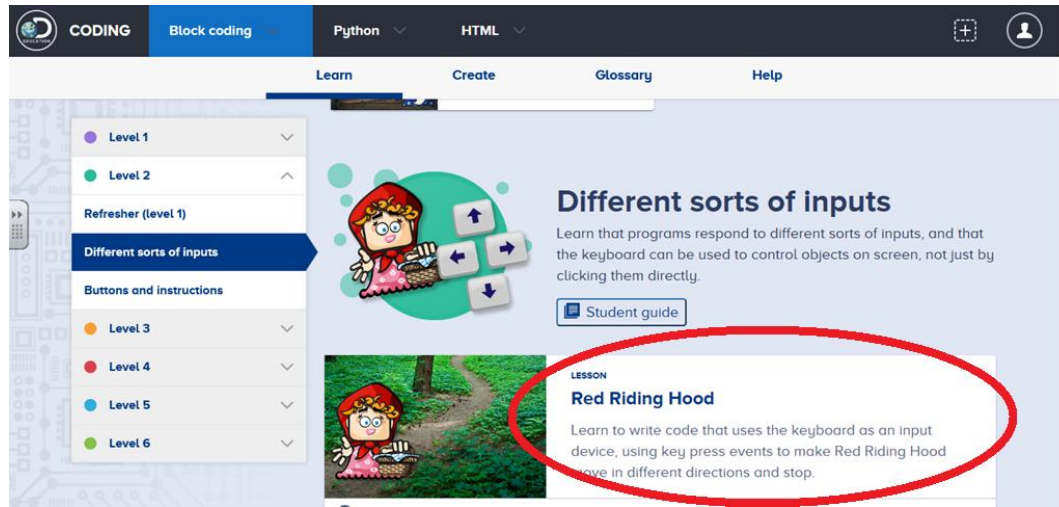 CODING
Block coding
Python
HTML
Learn
Create
Glossary
Help
Level 1
Level 2
Refresher (level 1)
Different sorts of inputs
Buttons and instructions
Level 3
Level 4
Level 5
Level 6
Different sorts of inputs
Learn that programs respond to different sorts of inputs, and that
the keyboard can be used to control objects on screen, not just by
clicking them directly.
Student guide
LESSON
Red Riding Hood
Learn to write code that uses the keyboard as an input
device, using key press events to make Red Riding Hood
move in different directions and stop.